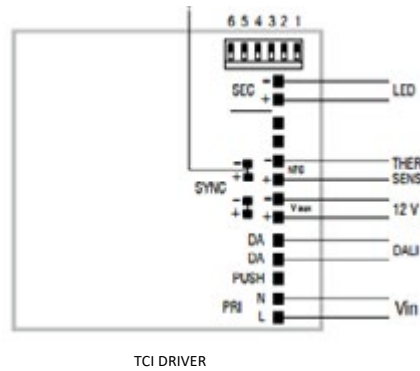 6 5 4 3 2 1
SEC - LED
+
- NTC THER
+ SENS
SYNC - +
- V aux 12 V
+ - +
DA DALI
DA
PUSH
PRI N Vin
L
TCI DRIVER